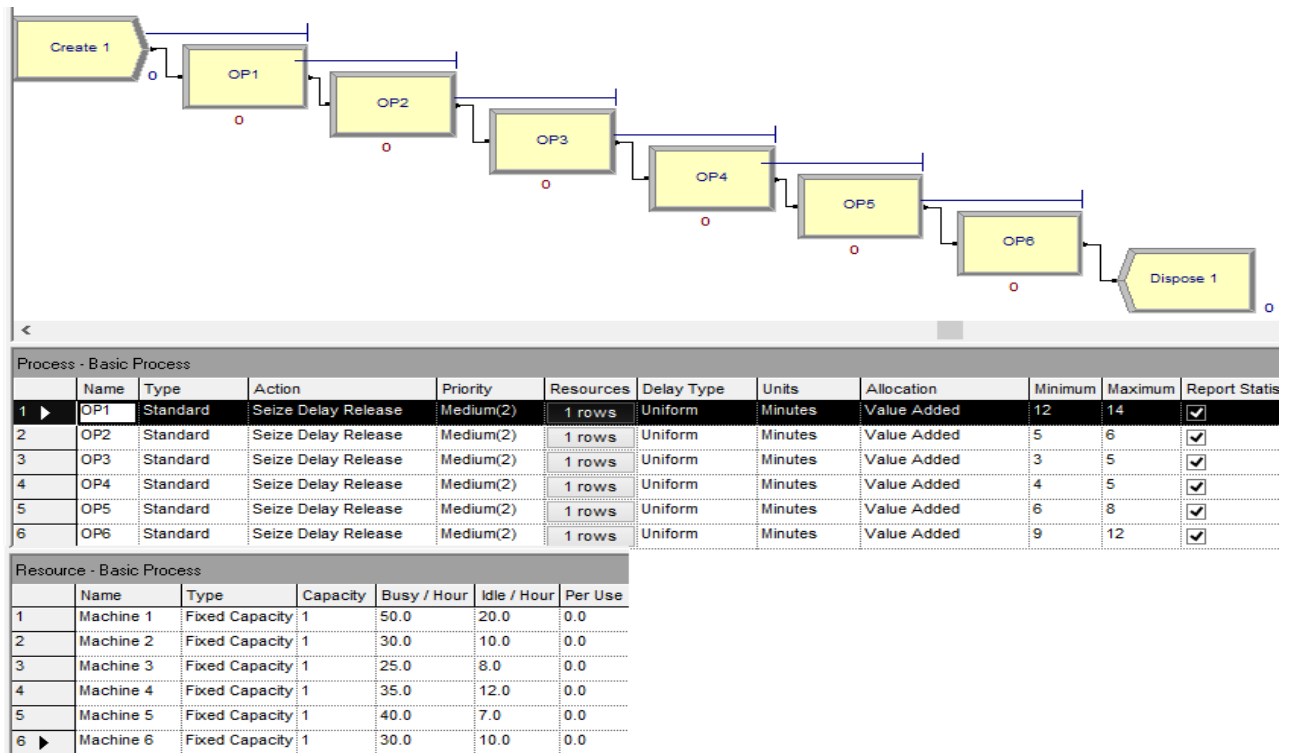 Create 1
0
OP1
0
OP2
0
OP3
0
OP4
0
OP5
0
OP6
0
Dispose 1
0
<
Process - Basic Process
Name Type Action Priority Resources Delay Type Units Allocation Minimum Maximum Report Statis
1 OP1 Standard Seize Delay Release Medium(2) 1 rows Uniform Minutes Value Added 12 14
2 OP2 Standard Seize Delay Release Medium(2) 1 rows Uniform Minutes Value Added 5 6
3 OP3 Standard Seize Delay Release Medium(2) 1 rows Uniform Minutes Value Added 3 5
4 OP4 Standard Seize Delay Release Medium(2) 1 rows Uniform Minutes Value Added 4 5
5 OP5 Standard Seize Delay Release Medium(2) 1 rows Uniform Minutes Value Added 6 8
6 OP6 Standard Seize Delay Release Medium(2) 1 rows Uniform Minutes Value Added 9 12
Resource - Basic Process
Name Type Capacity Busy / Hour Idle / Hour Per Use
1 Machine 1 Fixed Capacity 1 50.0 20.0 0.0
2 Machine 2 Fixed Capacity 1 30.0 10.0 0.0
3 Machine 3 Fixed Capacity 1 25.0 8.0 0.0
4 Machine 4 Fixed Capacity 1 35.0 12.0 0.0
5 Machine 5 Fixed Capacity 1 40.0 7.0 0.0
6 Machine 6 Fixed Capacity 1 30.0 10.0 0.0